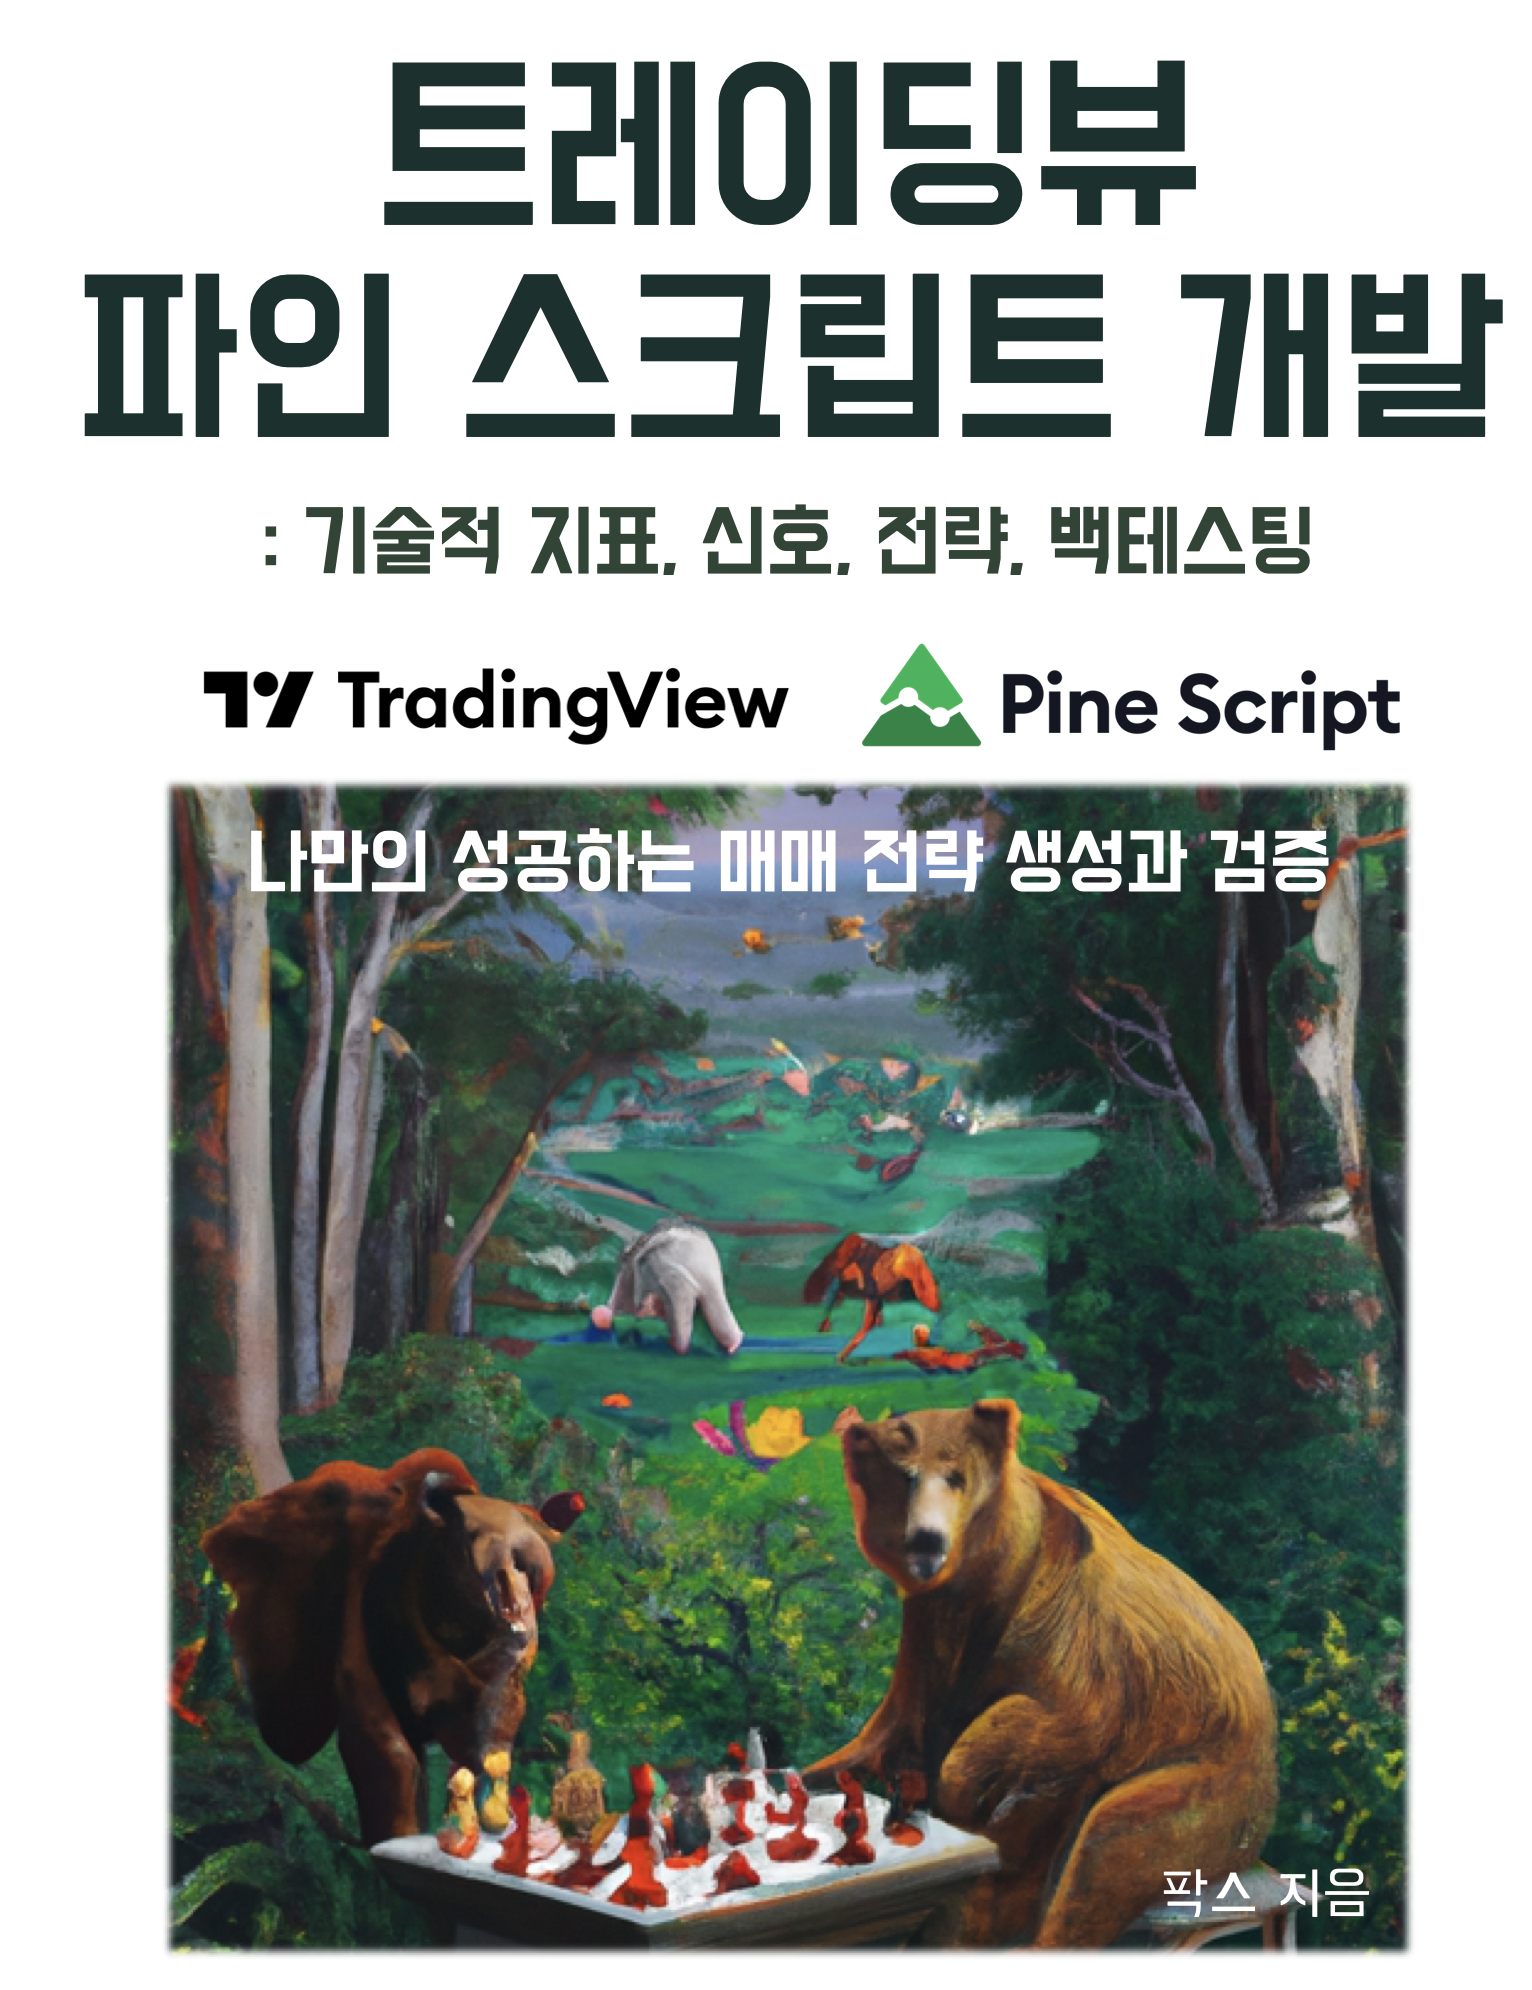 트레이딩뷰
파인 스크립트 개발
: 기술적 지표, 신호, 전략, 백테스팅
TradingView Pine Script
나만의 성공하는 매매 전략 생성과 검증
팍스 지음